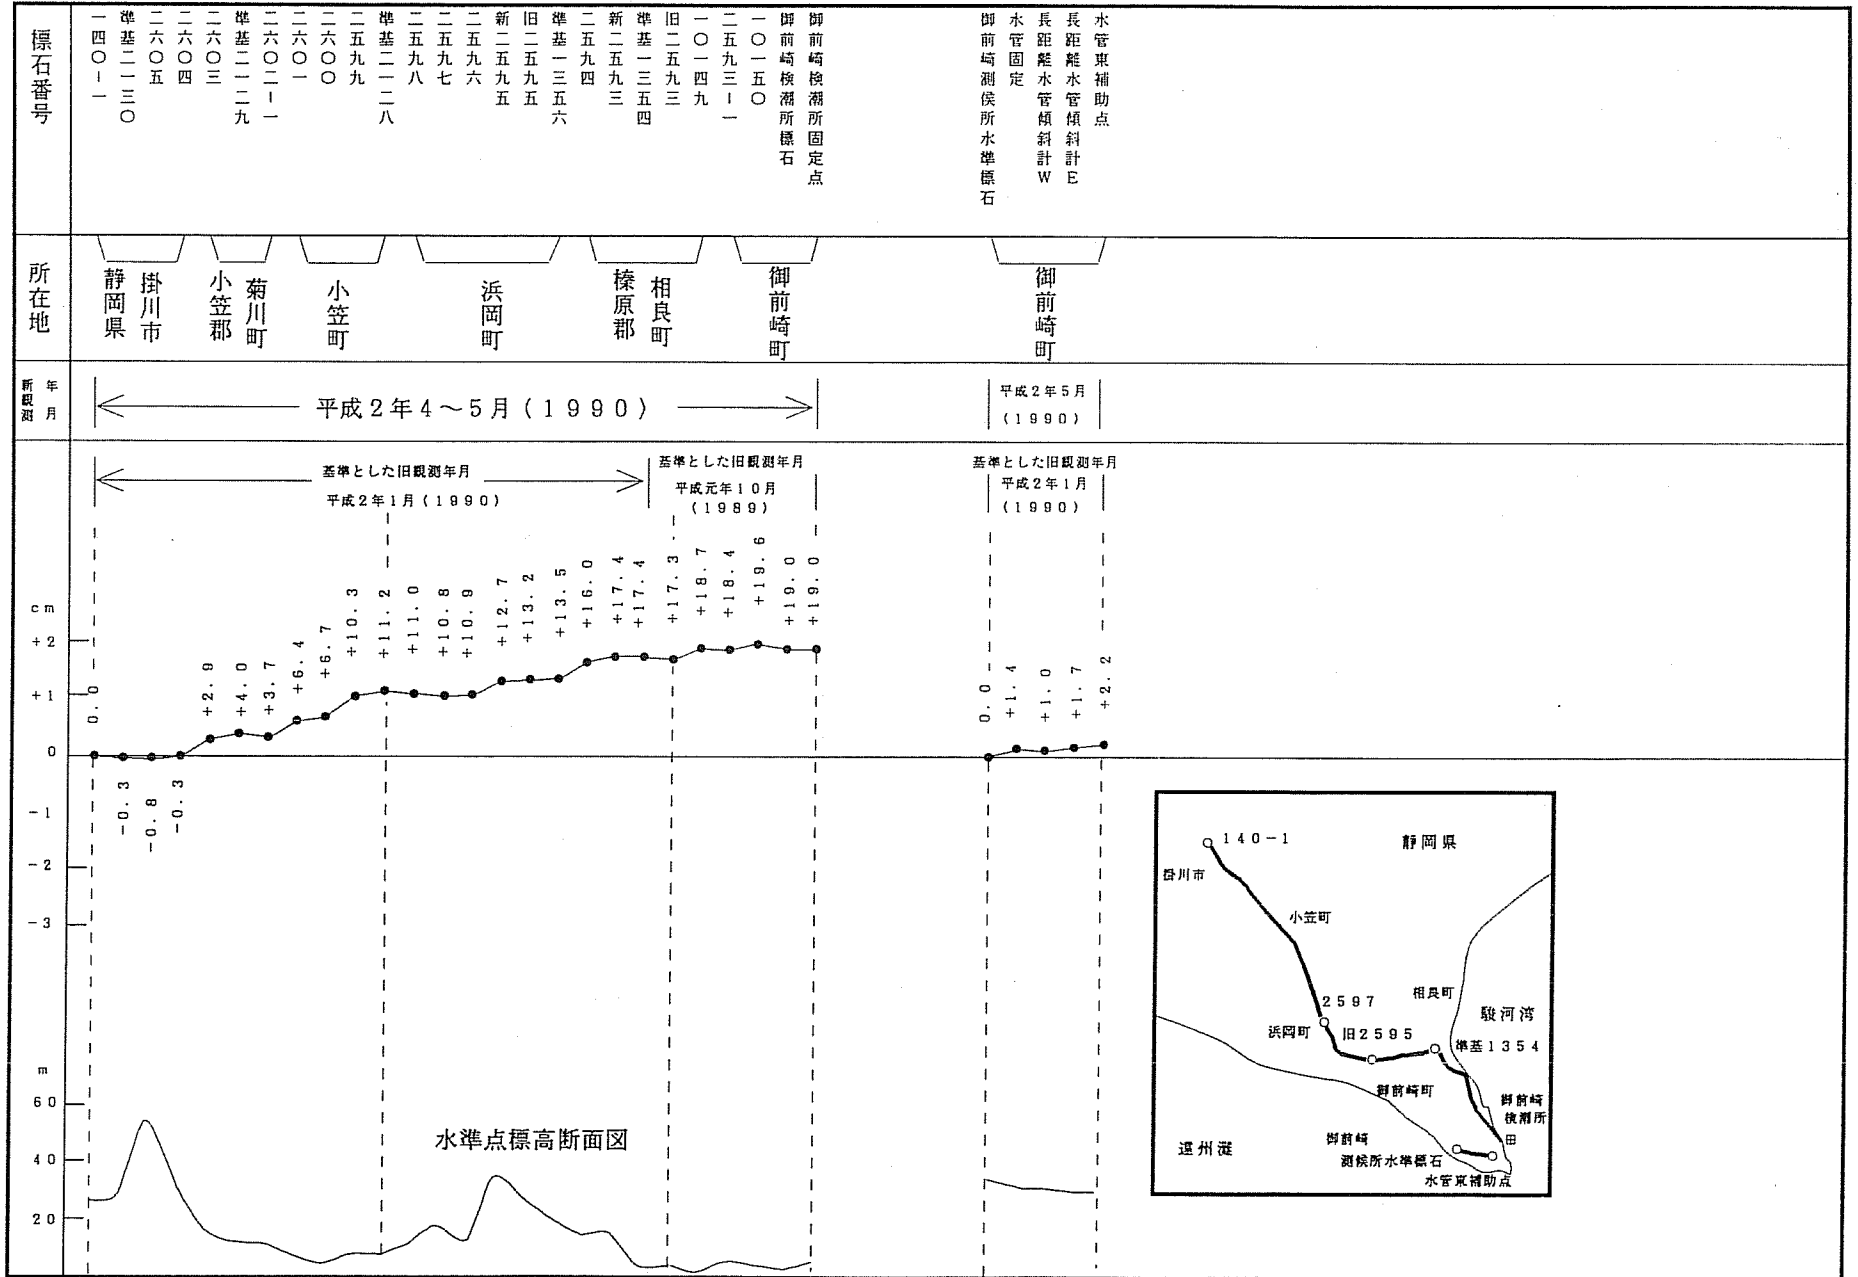 標石番号
一四〇-一
準基二一三〇
二六〇五
二六〇四
二六〇三
準基二一二九
二六〇二-一
二六〇一
二六〇〇
二五九九
準基二一二八
二五九八
二五九七
二五九六
新二五九五
旧二五九五
準基一三五六
二五九四
新二五九三
準基一三五四
旧二五九三
一〇一四九
二五九三-一
一〇一五〇
御前崎検潮所標石
御前崎検潮所固定点
御前崎測候所水準標石
水管固定
長距離水管傾斜計W
長距離水管傾斜計E
水管東補助点
所在地
静岡県
掛川市
小笠郡
菊川町
小笠町
浜岡町
榛原郡
相良町
御前崎町
御前崎町
新観測
年月
平成2年4～5月(1990)
平成2年5月
(1990)
基準とした旧観測年月
平成2年1月(1990)
基準とした旧観測年月
平成元年10月
(1989)
基準とした旧観測年月
平成2年1月
(1990)
cm
+2
+1
0
-1
-2
-3
0.0
-0.3
-0.8
-0.3
+2.9
+4.0
+3.7
+6.4
+6.7
+10.3
+11.2
+11.0
+10.8
+10.9
+12.7
+13.2
+13.5
+16.0
+17.4
+17.4
+17.3
+18.7
+18.4
+19.6
+19.0
+19.0
0.0
+1.4
+1.0
+1.7
+2.2
m
60
40
20
水準点標高断面図
140-1
静岡県
掛川市
小笠町
2597
相良町
駿河湾
浜岡町
旧2595
準基1354
御前崎町
御前崎
検潮所
遠州灘
御前崎
測候所水準標石
水管東補助点